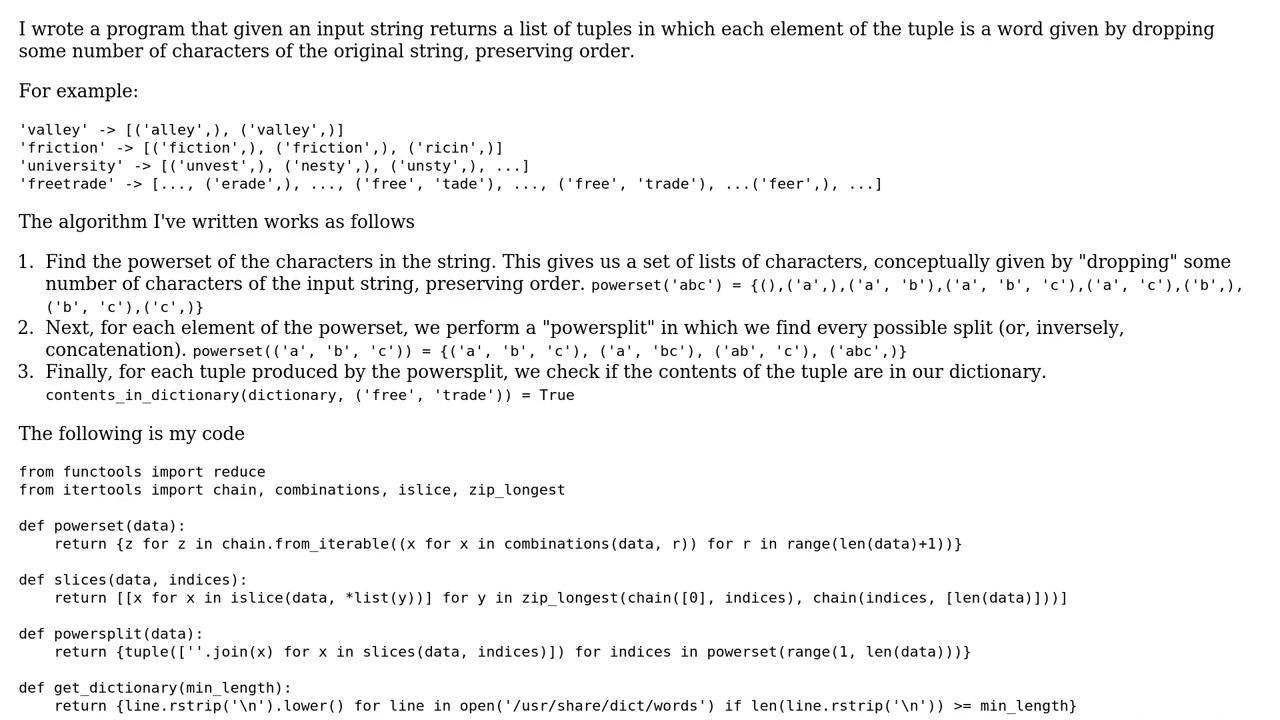 I wrote a program that given an input string returns a list of tuples in which each element of the tuple is a word given by dropping
some number of characters of the original string, preserving order.
For example:
'valley' -> [('alley',), ('valley',)]
'friction' -> [('fiction',), ('friction',), ('ricin',)]
'university' -> [('unvest',), ('nesty',), ('unsty',), ...]
'freetrade' -> [..., ('erade',), ..., ('free', 'tade'), ..., ('free', 'trade'), ...('feer',), ...]
The algorithm I've written works as follows
1. Find the powerset of the characters in the string. This gives us a set of lists of characters, conceptually given by "dropping" some
number of characters of the input string, preserving order. powerset('abc') = {(),('a',),('a', 'b'),('a', 'b', 'c'),('a', 'c'),('b',),
('b', 'c'),('c',)}
2. Next, for each element of the powerset, we perform a "powersplit" in which we find every possible split (or, inversely,
concatenation). powerset(('a', 'b', 'c')) = {('a', 'b', 'c'), ('a', 'bc'), ('ab', 'c'), ('abc',)}
3. Finally, for each tuple produced by the powersplit, we check if the contents of the tuple are in our dictionary.
contents_in_dictionary(dictionary, ('free', 'trade')) = True
The following is my code
from functools import reduce
from itertools import chain, combinations, islice, zip_longest
def powerset(data):
    return {z for z in chain.from_iterable((x for x in combinations(data, r)) for r in range(len(data)+1))}
def slices(data, indices):
    return [[x for x in islice(data, *list(y))] for y in zip_longest(chain([0], indices), chain(indices, [len(data)]))]
def powersplit(data):
    return {tuple([''.join(x) for x in slices(data, indices)]) for indices in powerset(range(1, len(data)))}
def get_dictionary(min_length):
    return {line.rstrip('\n').lower() for line in open('/usr/share/dict/words') if len(line.rstrip('\n')) >= min_length}